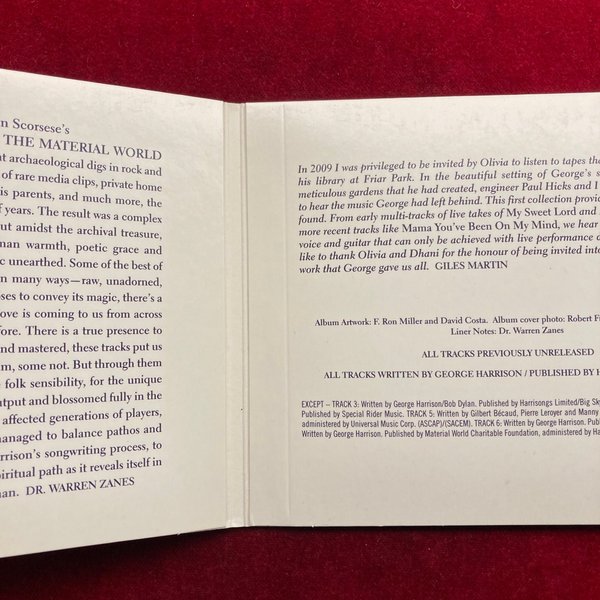 n Scorsese's
THE MATERIAL WORLD
at archaeological digs in rock and
of rare media clips, private home
is parents, and much more, the
f years. The result was a complex
ut amidst the archival treasure,
man warmth, poetic grace and
c unearthed. Some of the best of
n many ways—raw, unadorned,
oses to convey its magic, there's a
ove is coming to us from across
fore. There is a true presence to
nd mastered, these tracks put us
m, some not. But through them
e folk sensibility, for the unique
utput and blossomed fully in the
affected generations of players,
managed to balance pathos and
rrison's songwriting process, to
piritual path as it reveals itself in
nan. DR. WARREN ZANES
In 2009 I was privileged to be invited by Olivia to listen to tapes tha
his library at Friar Park. In the beautiful setting of George's s
meticulous gardens that he had created, engineer Paul Hicks and I
to hear the music George had left behind. This first collection provid
found. From early multi-tracks of live takes of My Sweet Lord and
more recent tracks like Mama You've Been On My Mind, we hear
voice and guitar that can only be achieved with live performance a
like to thank Olivia and Dhani for the honour of being invited into
work that George gave us all. GILES MARTIN
Album Artwork: F. Ron Miller and David Costa. Album cover photo: Robert F
Liner Notes: Dr. Warren Zanes
ALL TRACKS PREVIOUSLY UNRELEASED
ALL TRACKS WRITTEN BY GEORGE HARRISON / PUBLISHED BY H
EXCEPT – TRACK 3: Written by George Harrison/Bob Dylan. Published by Harrisongs Limited/Big Sk
Published by Special Rider Music. TRACK 5: Written by Gilbert Bécaud, Pierre Leroyer and Manny
administered by Universal Music Corp. (ASCAP)/(SACEM). TRACK 6: Written by George Harrison. Publ
Written by George Harrison. Published by Material World Charitable Foundation, administered by Ha